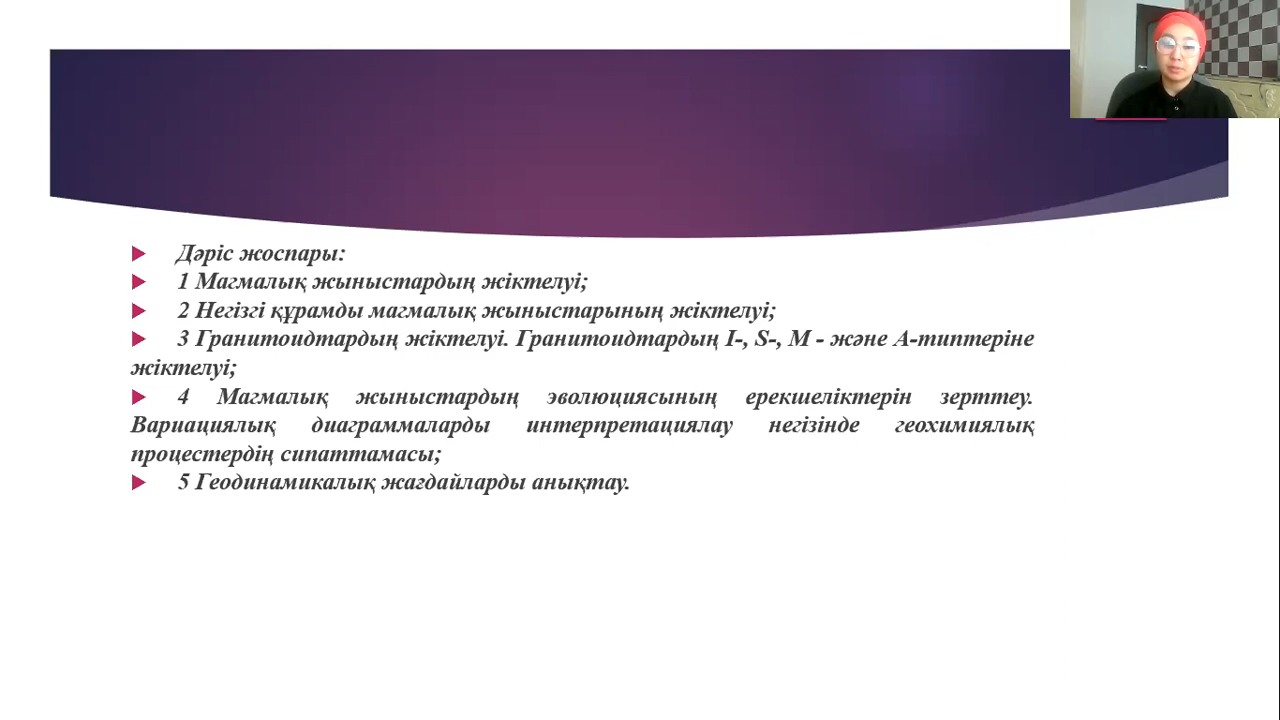 Дәріс жоспары:
1 Магмалық жыныстардың жіктелуі;
2 Негізгі құрамды магмалық жыныстарының жіктелуі;
3 Гранитоидтардың жіктелуі. Гранитоидтардың I-, S-, M - және А-типтеріне
жіктелуі;
4 Магмалық жыныстардың эволюциясының ерекшеліктерін зерттеу.
Вариациялық диаграммаларды интерпретациялау негізінде геохимиялық
процестердің сипаттамасы;
5 Геодинамикалық жағдайларды анықтау.